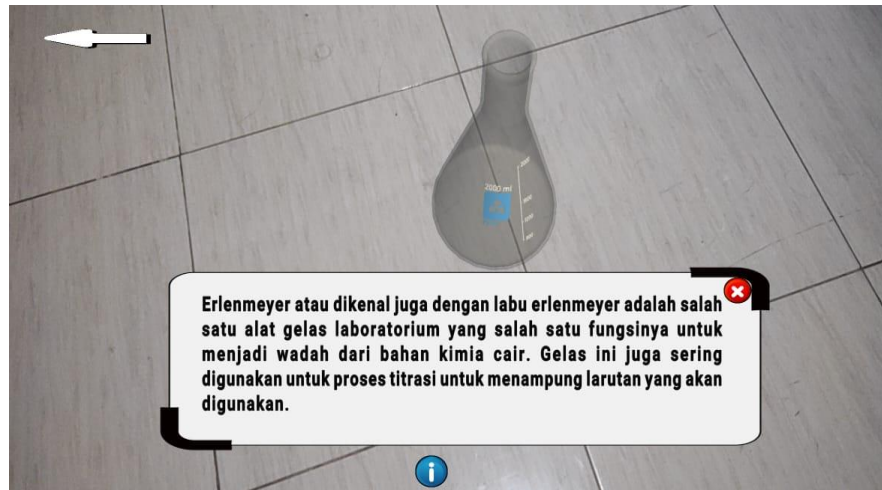 2000 ml
Erlenmeyer atau dikenal juga dengan labu erlenmeyer adalah salah
satu alat gelas laboratorium yang salah satu fungsinya untuk
menjadi wadah dari bahan kimia cair. Gelas ini juga sering
digunakan untuk proses titrasi untuk menampung larutan yang akan
digunakan.